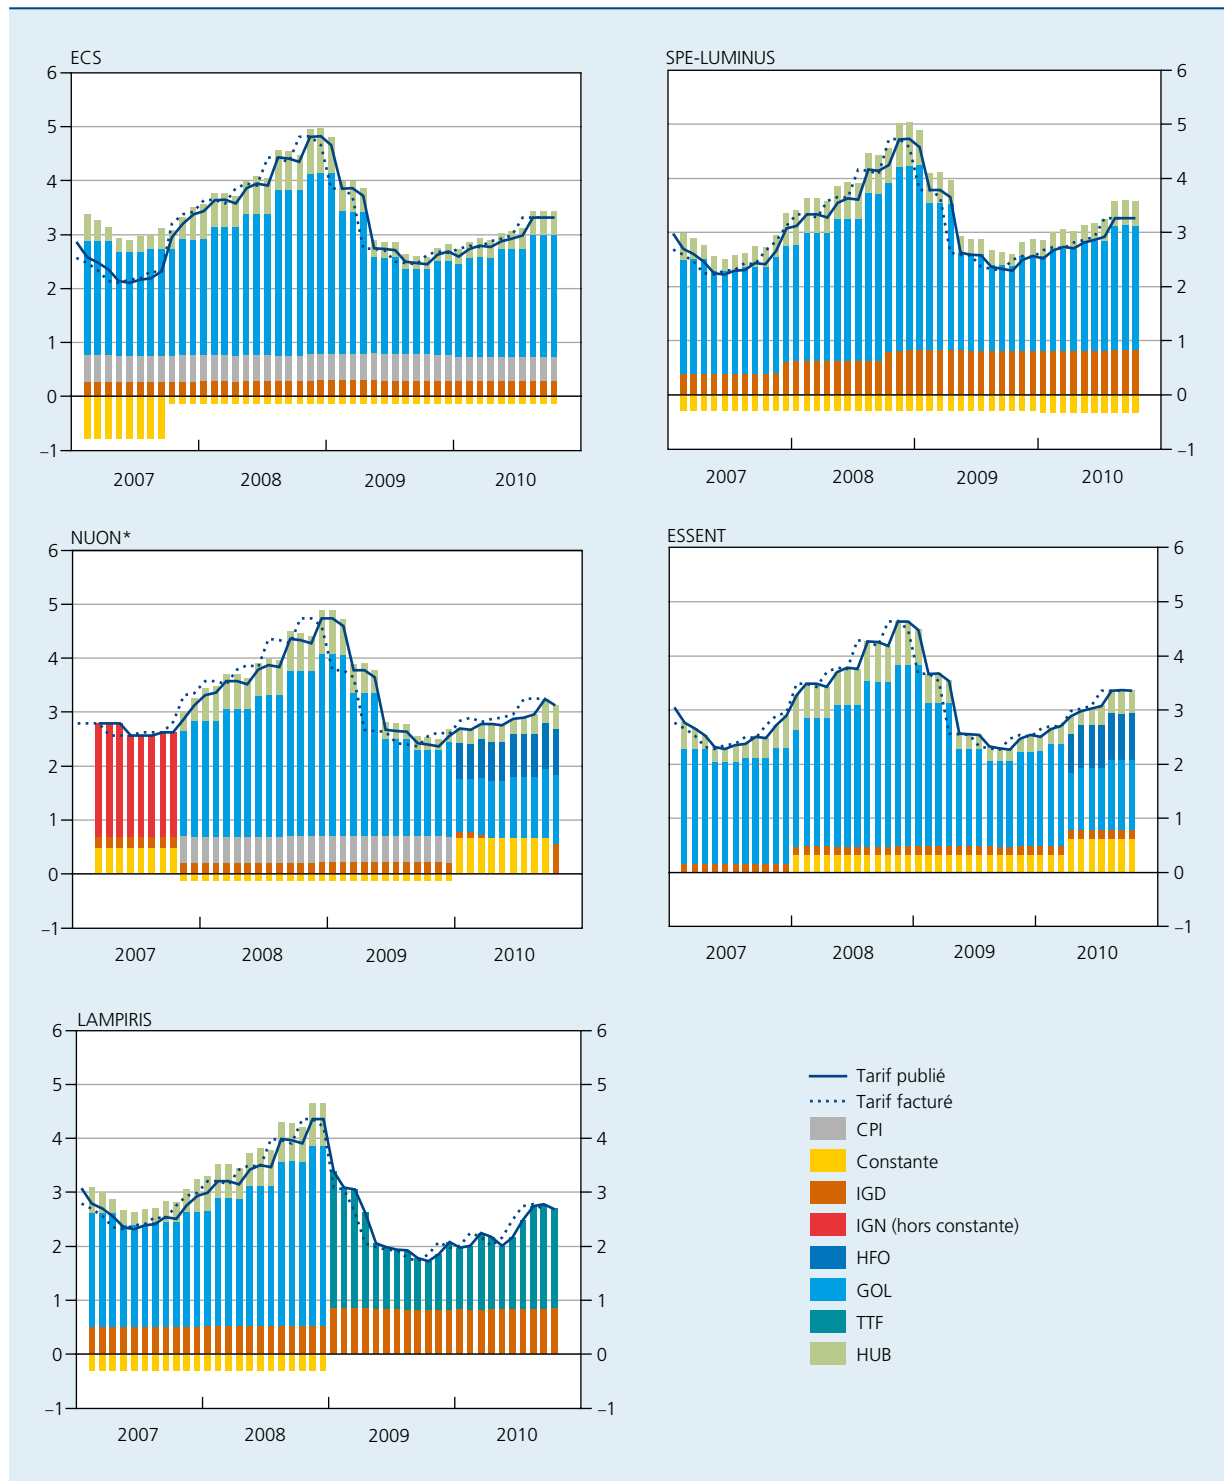 ECS
6
5
4
3
2
1
0
–1
2007 2008 2009 2010
SPE-LUMINUS
6
5
4
3
2
1
0
–1
2007 2008 2009 2010
NUON*
6
5
4
3
2
1
0
–1
2007 2008 2009 2010
ESSENT
6
5
4
3
2
1
0
–1
2007 2008 2009 2010
LAMPIRIS
6 6
5 5
4 4
3 3
2 2
1 1
0 0
–1 –1
2007 2008 2009 2010
Tarif publié
Tarif facturé
CPI
Constante
IGD
IGN (hors constante)
HFO
GOL
TTF
HUB